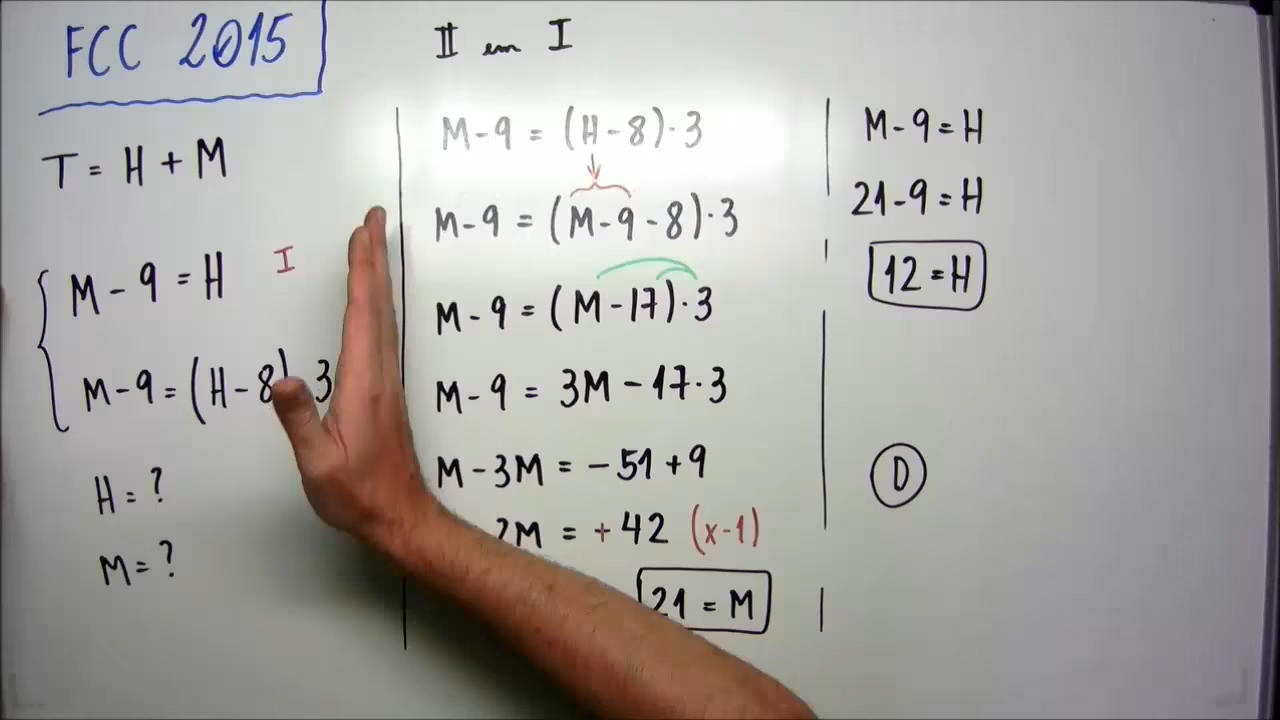 FCC 2015
T = H + M
M - 9 = H I
M - 9 = (H - 8) 3
H = ?
M = ?
II em I
M - 9 = (H - 8) · 3
M - 9 = (M - 9 - 8) · 3
M - 9 = (M - 17) · 3
M - 9 = 3M - 17 · 3
M - 3M = - 51 + 9
2M = + 42 (x-1)
21 = M
M - 9 = H
21 - 9 = H
12 = H
D